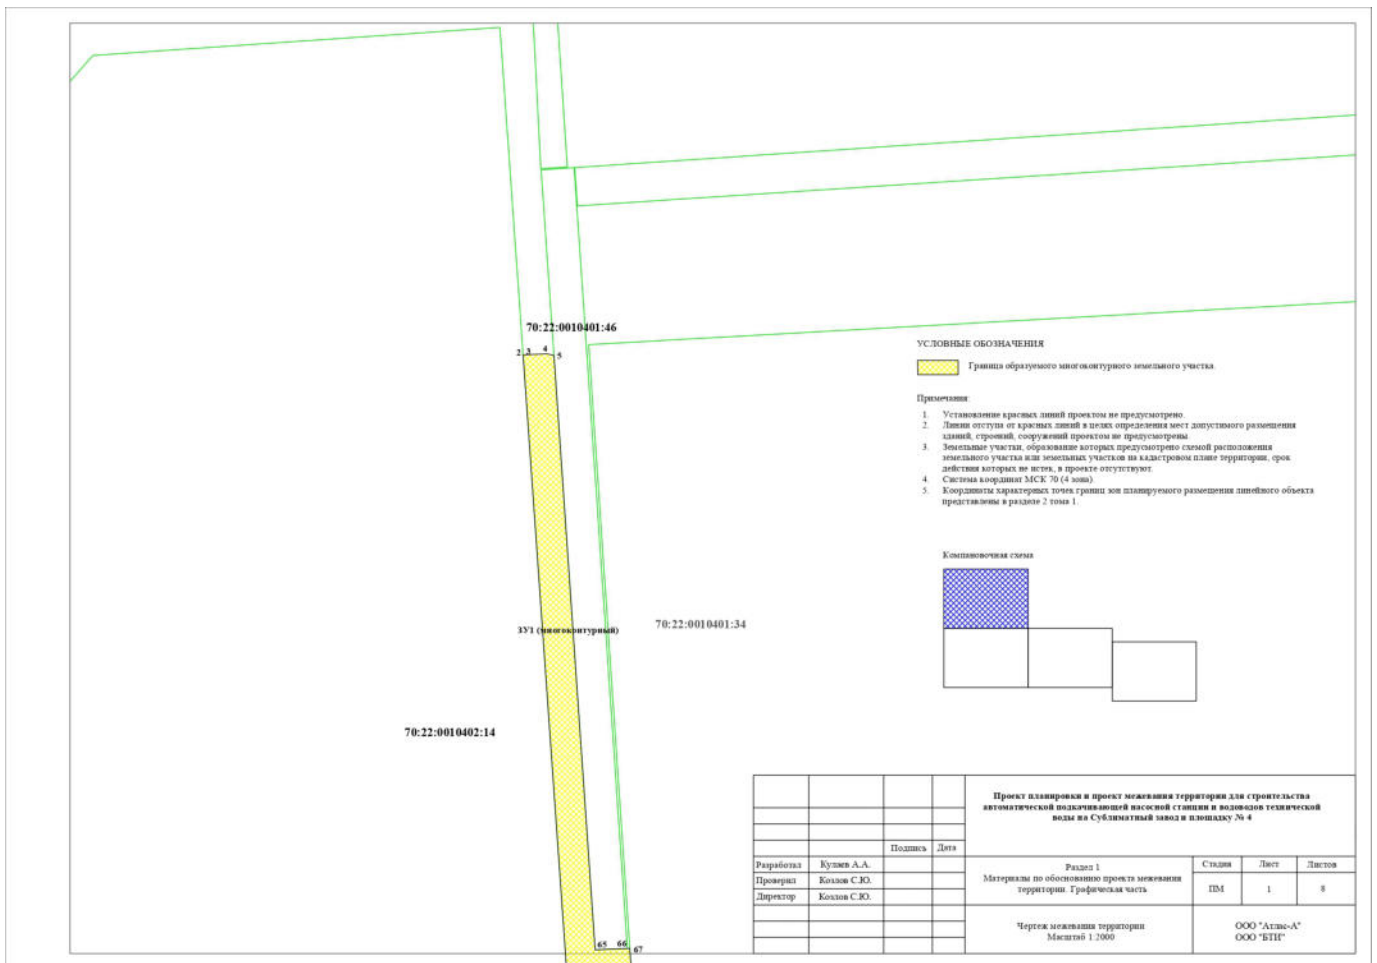 70:22:0010401:46
2 3 4 5
УСЛОВНЫЕ ОБОЗНАЧЕНИЯ
Граница образуемого многоконтурного земельного участка.
Примечания:
1. Установление красных линий проектом не предусмотрено.
2. Линии отступа от красных линий в целях определения мест допустимого размещения
зданий, строений, сооружений проектом не предусмотрены
3. Земельные участки, образование которых предусмотрено схемой расположения
земельного участка или земельных участков на кадастровом плане территории, срок
действия которых не истек, в проекте отсутствуют.
4. Система координат МСК 70 (4 зона).
5. Координаты характерных точек границ зон планируемого размещения линейного объекта
представлены в разделе 2 тома 1.
Компановочная схема
70:22:0010401:34
ЗУ1 (многоконтурный)
70:22:0010402:14
65 66 67
Проект планировки и проект межевания территории для строительства
автоматической подкачивающей насосной станции и водоводов технической
воды на Сублиматный завод и площадку № 4
Подпись Дата
Разработал Кулаев А.А.
Проверил Козлов С.Ю.
Директор Козлов С.Ю.
Раздел 1
Материалы по обоснованию проекта межевания
территории. Графическая часть
Стадия Лист Листов
ПМ 1 8
Чертеж межевания территории
Масштаб 1:2000
ООО "Атлас-А"
ООО "БТИ"